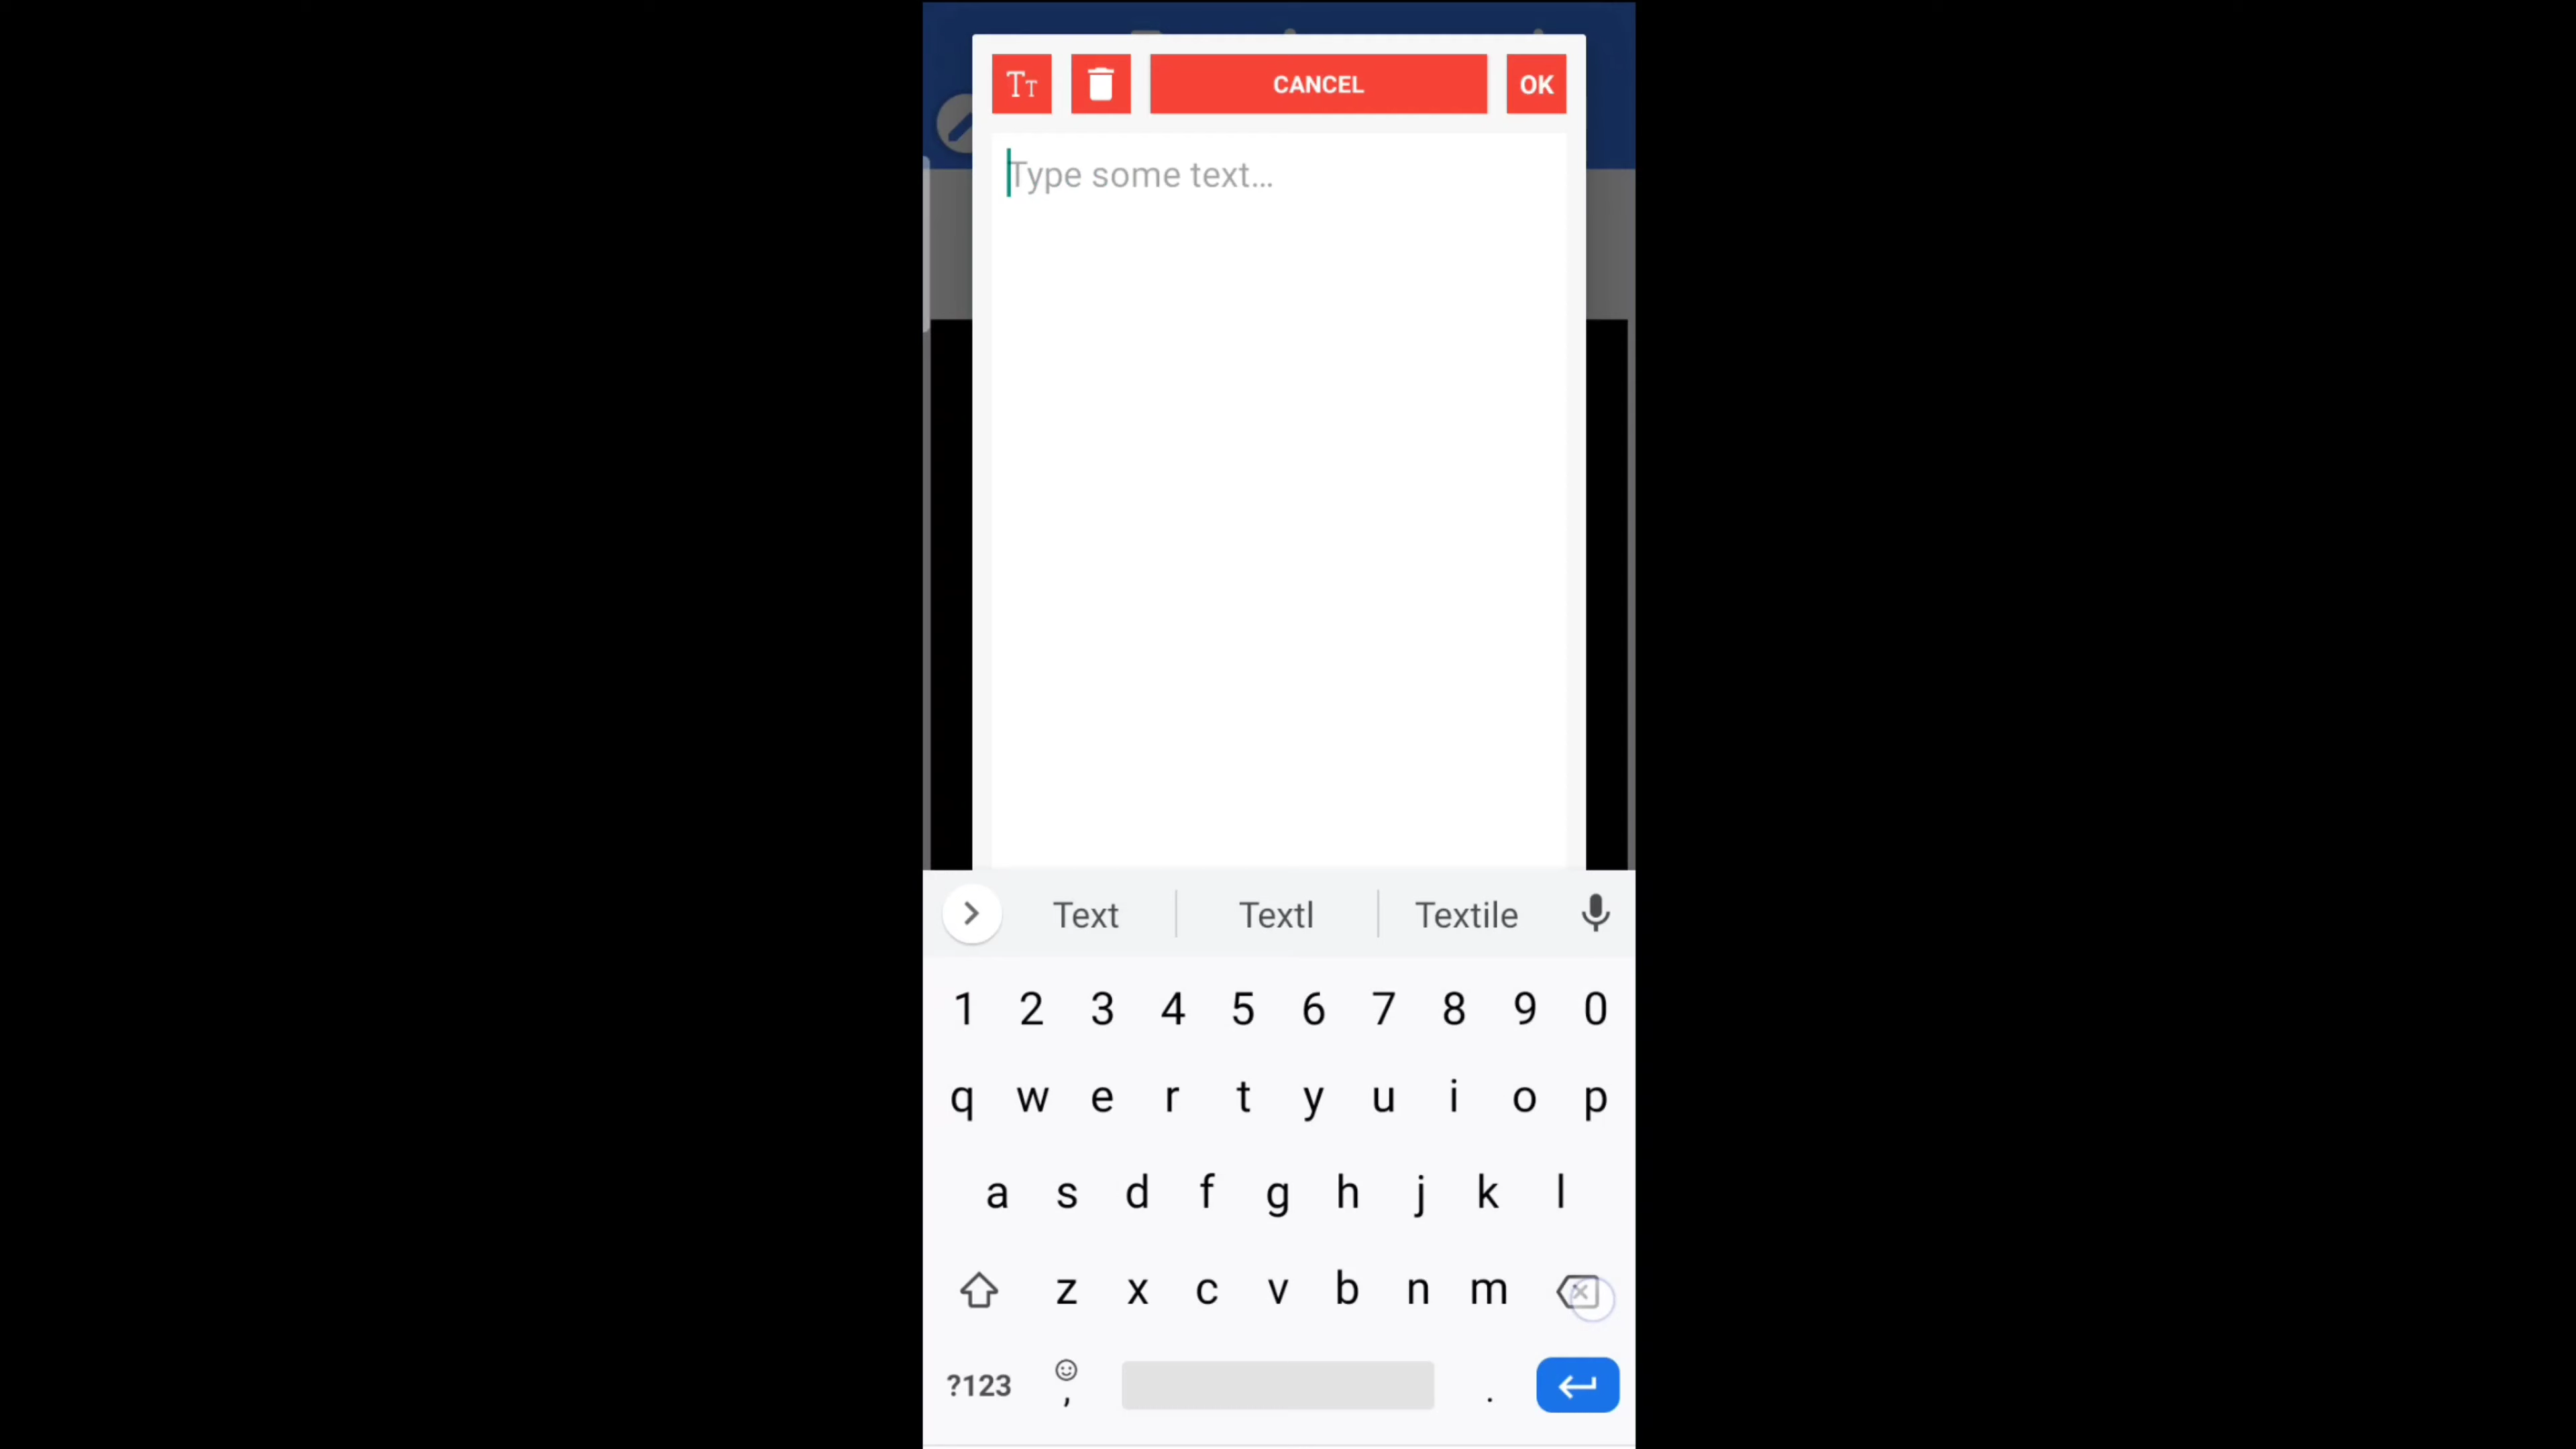 Tт CANCEL OK
Type some text...
Text Textl Textile
1 2 3 4 5 6 7 8 9 0
q w e r t y u i o p
a s d f g h j k l
z x c v b n m
?123 , .